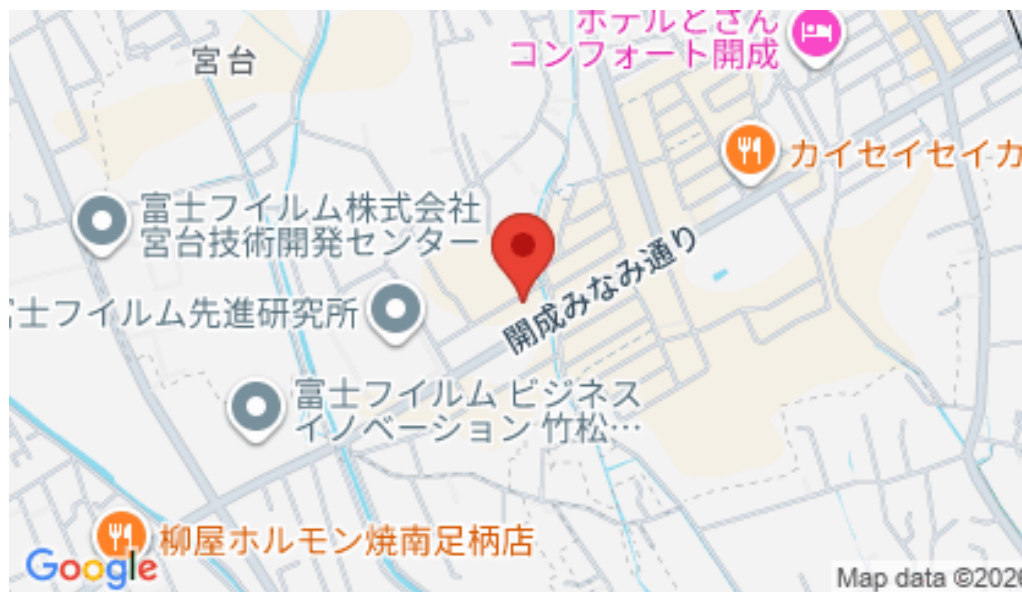 ホテルとざん
コンフォート開成
宮台
カイセイセイカ
富士フイルム株式会社
宮台技術開発センター
開成みなみ通り
士フイルム先進研究所
富士フイルム ビジネス
イノベーション 竹松…
柳屋ホルモン焼南足柄店
Google
Map data ©2026